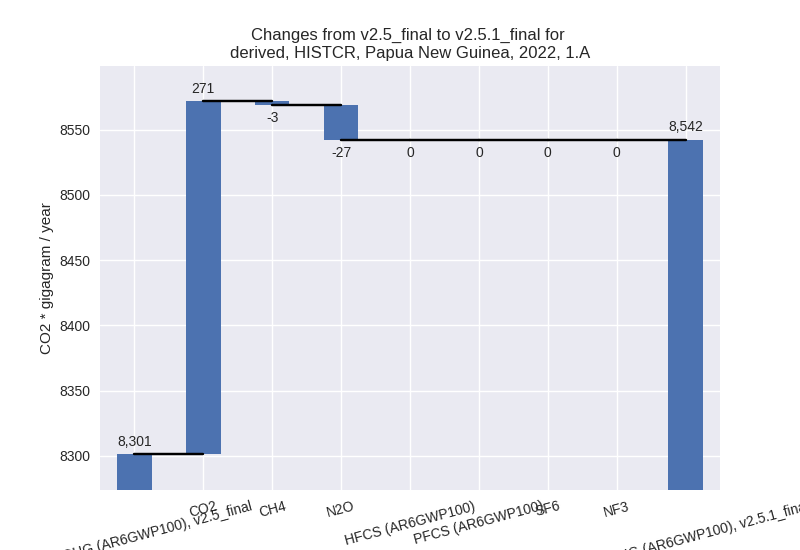 Changes from v2.5_final to v2.5.1_final for
derived, HISTCR, Papua New Guinea, 2022, 1.A
CO2 * gigagram / year
8550
8500
8450
8400
8350
8300
8,301
271
-3
-27
0
0
0
0
8,542
(AR6GWP100), v2.5_final
CO2
CH4
N2O
HFCS (AR6GWP100)
PFCS (AR6GWP100)
SF6
NF3
(AR6GWP100), v2.5.1_fina